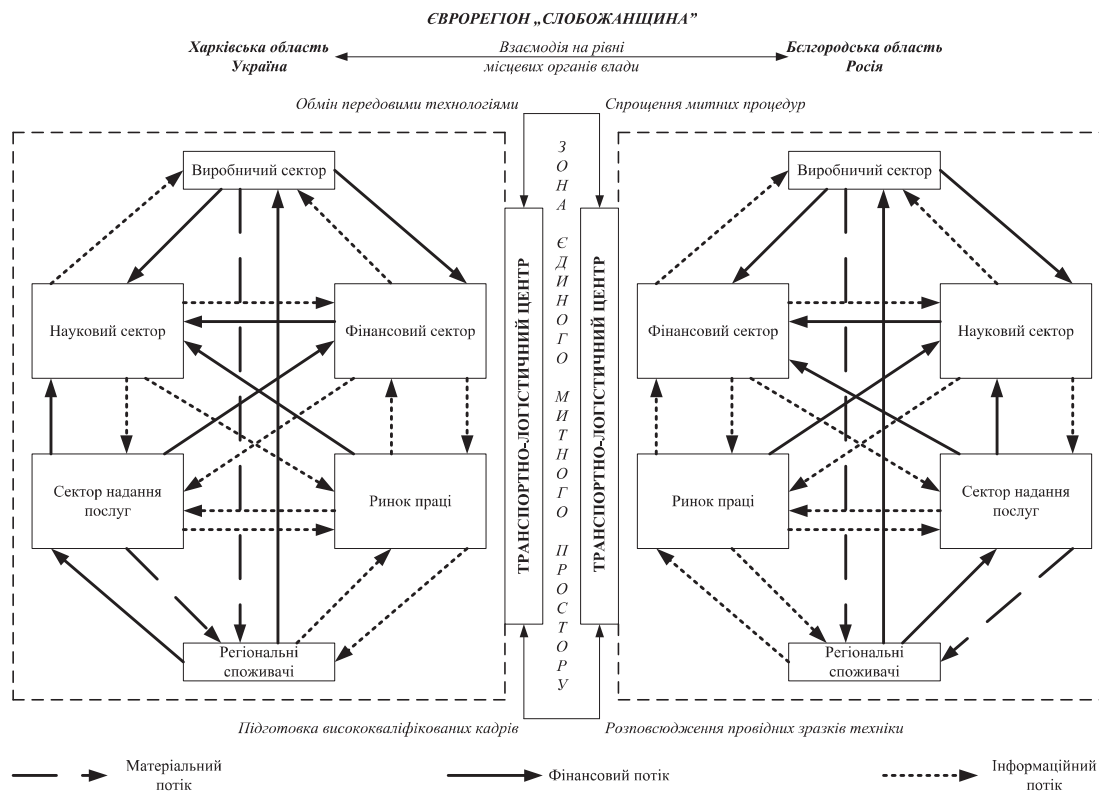 ЄВРОРЕГІОН „СЛОБОЖАНЩИНА”
Харківська область
Україна
Взаємодія на рівні
місцевих органів влади
Бєлгородська область
Росія
Обмін передовими технологіями
Спрощення митних процедур
Виробничий сектор
Науковий сектор
Фінансовий сектор
Сектор надання
послуг
Ринок праці
Регіональні
споживачі
ТРАНСПОРТНО-ЛОГІСТИЧНИЙ ЦЕНТР
ЗОНА ЄДИНОГО МИТНОГО ПРОСТОРУ
ТРАНСПОРТНО-ЛОГІСТИЧНИЙ ЦЕНТР
Виробничий сектор
Фінансовий сектор
Науковий сектор
Ринок праці
Сектор надання
послуг
Регіональні
споживачі
Підготовка висококваліфікованих кадрів
Розповсюдження провідних зразків техніки
Матеріальний
потік
Фінансовий потік
Інформаційний
потік